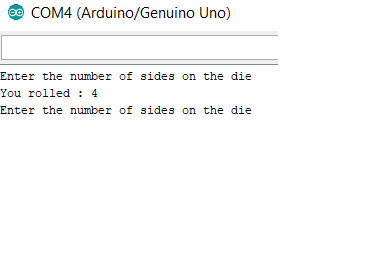 COM4 (Arduino/Genuino Uno)
Enter the number of sides on the die
You rolled : 4
Enter the number of sides on the die